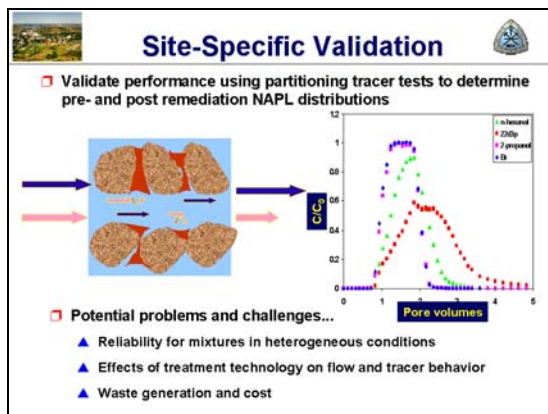 Site-Specific Validation
Validate performance using partitioning tracer tests to determine
pre- and post remediation NAPL distributions
1.2
1
0.8
0.6
0.4
0.2
0
C/C0
n-hexanol
2-propanol
Br
0 1 2 3 4 5
Pore volumes
Potential problems and challenges...
Reliability for mixtures in heterogeneous conditions
Effects of treatment technology on flow and tracer behavior
Waste generation and cost